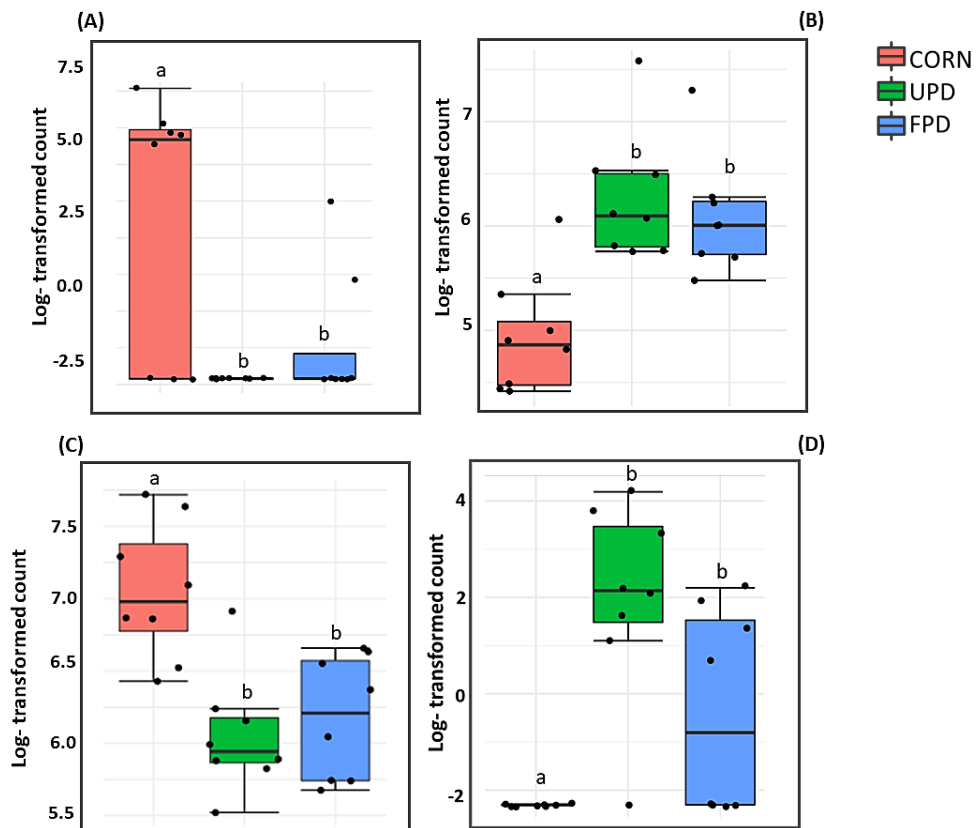 (A)
7.5
5.0
2.5
0.0
-2.5
Log- transformed count
a
b
b
(B)
7
6
5
Log- transformed count
a
b
b
CORN
UPD
FPD
(C)
7.5
7.0
6.5
6.0
5.5
Log- transformed count
a
b
b
(D)
4
2
0
-2
Log- transformed count
a
b
b